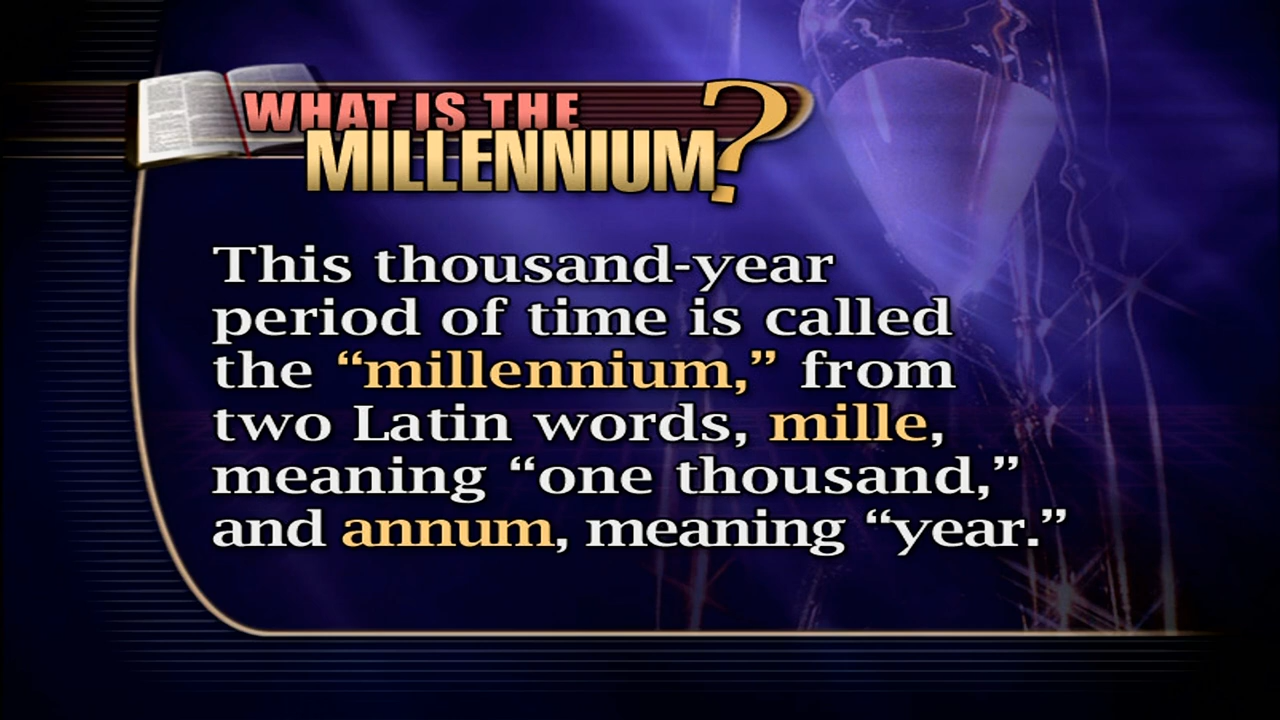 WHAT IS THE
MILLENNIUM?
This thousand-year
period of time is called
the “millennium,” from
two Latin words, mille,
meaning “one thousand,”
and annum, meaning “year.”